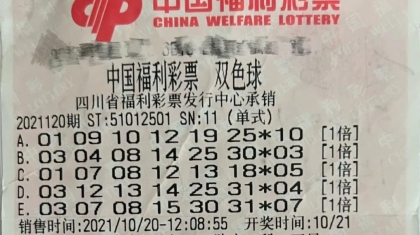 中国福利彩票
CHINA WELFARE LOTTERY
中国福利彩票 双色球
四川省福利彩票发行中心承销
2021120期 ST:51012501 SN:11 (单式)
A. 01 09 10 12 19 25*10 [1倍]
B. 03 04 08 14 25 30*03 [1倍]
C. 01 07 08 12 13 18*05 [1倍]
D. 03 12 13 14 25 31*04 [1倍]
E. 03 07 08 15 30 31*07 [1倍]
销售时间:2021/10/20-12:08:55 开奖时间:10/21